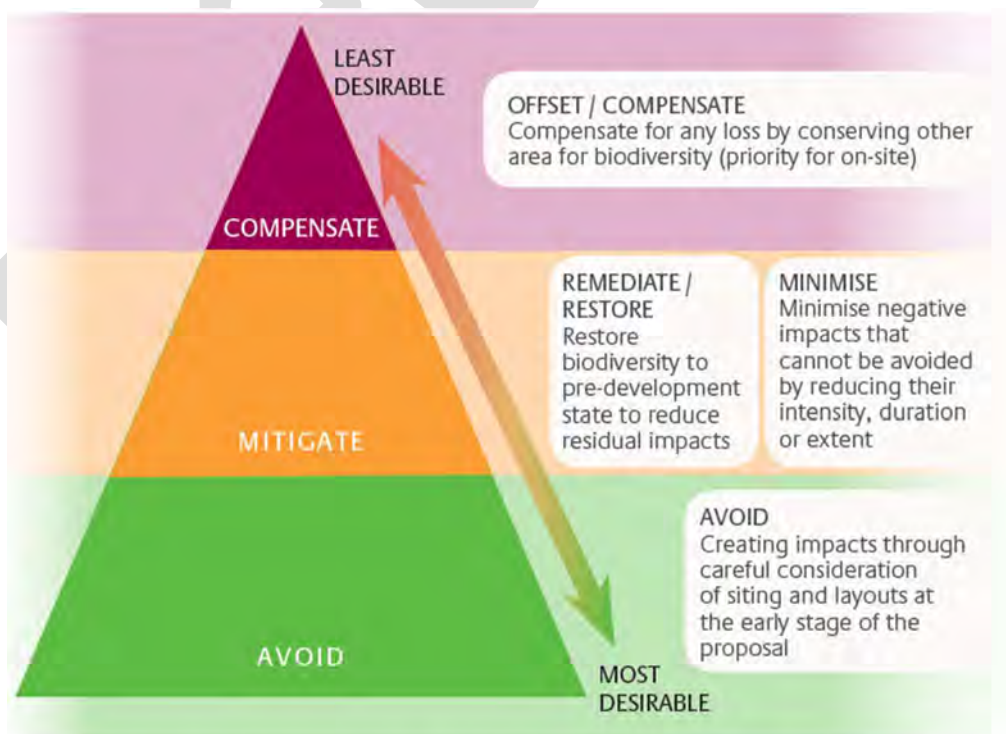 LEAST
DESIRABLE
OFFSET / COMPENSATE
Compensate for any loss by conserving other
area for biodiversity (priority for on-site)
COMPENSATE
REMEDIATE /
RESTORE
Restore
biodiversity to
pre-development
state to reduce
residual impacts
MINIMISE
Minimise negative
impacts that
cannot be avoided
by reducing their
intensity, duration
or extent
MITIGATE
AVOID
Creating impacts through
careful consideration
of siting and layouts at
the early stage of the
proposal
AVOID
MOST
DESIRABLE